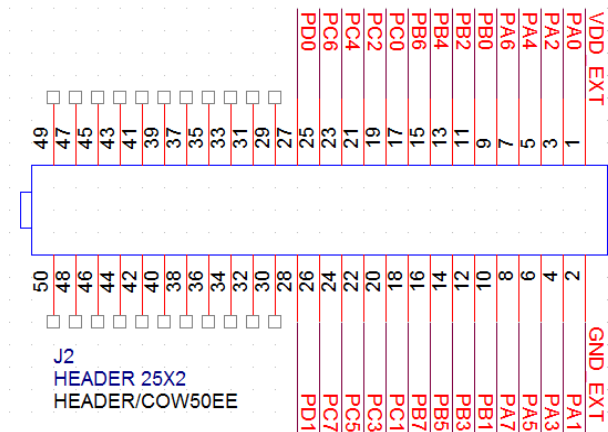 PD0 PC6 PC4 PC2 PC0 PB6 PB4 PB2 PB0 PA6 PA4 PA2 PA0 VDD_EXT
49 47 45 43 41 39 37 35 33 31 29 27 25 23 21 19 17 15 13 11 9 7 5 3 1
50 48 46 44 42 40 38 36 34 32 30 28 26 24 22 20 18 16 14 12 10 8 6 4 2
PD1 PC7 PC5 PC3 PC1 PB7 PB5 PB3 PB1 PA7 PA5 PA3 PA1 GND_EXT
J2
HEADER 25X2
HEADER/COW50EE